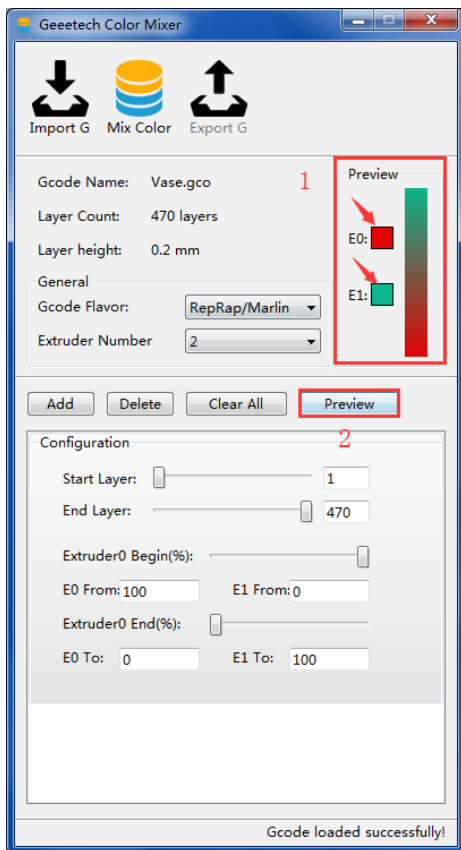 Geeetech Color Mixer
Import G Mix Color Export G
Gcode Name: Vase.gco
Layer Count: 470 layers
Layer height: 0.2 mm
General
Gcode Flavor: RepRap/Marlin
Extruder Number 2
1
Preview
E0:
E1:
Add Delete Clear All Preview
2
Configuration
Start Layer: 1
End Layer: 470
Extruder0 Begin(%):
E0 From: 100 E1 From: 0
Extruder0 End(%):
E0 To: 0 E1 To: 100
Gcode loaded successfully!